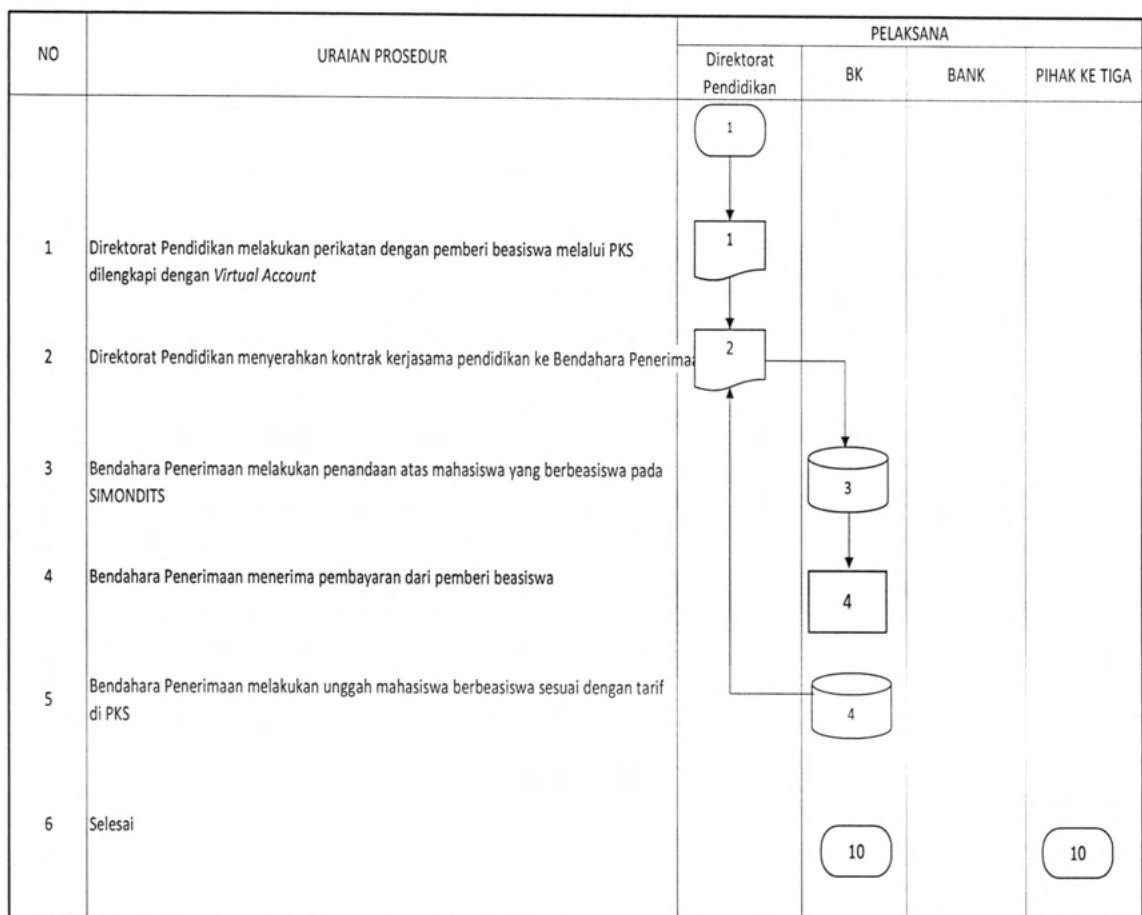 NO
URAIAN PROSEDUR
PELAKSANA
Direktorat
Pendidikan
BK
BANK
PIHAK KE TIGA
1
1
Direktorat Pendidikan melakukan perikatan dengan pemberi beasiswa melalui PKS
dilengkapi dengan Virtual Account
1
2
Direktorat Pendidikan menyerahkan kontrak kerjasama pendidikan ke Bendahara Penerimaa
2
3
Bendahara Penerimaan melakukan penandaan atas mahasiswa yang berbeasiswa pada
SIMONDITS
3
4
Bendahara Penerimaan menerima pembayaran dari pemberi beasiswa
4
5
Bendahara Penerimaan melakukan unggah mahasiswa berbeasiswa sesuai dengan tarif
di PKS
4
6
Selesai
10
10